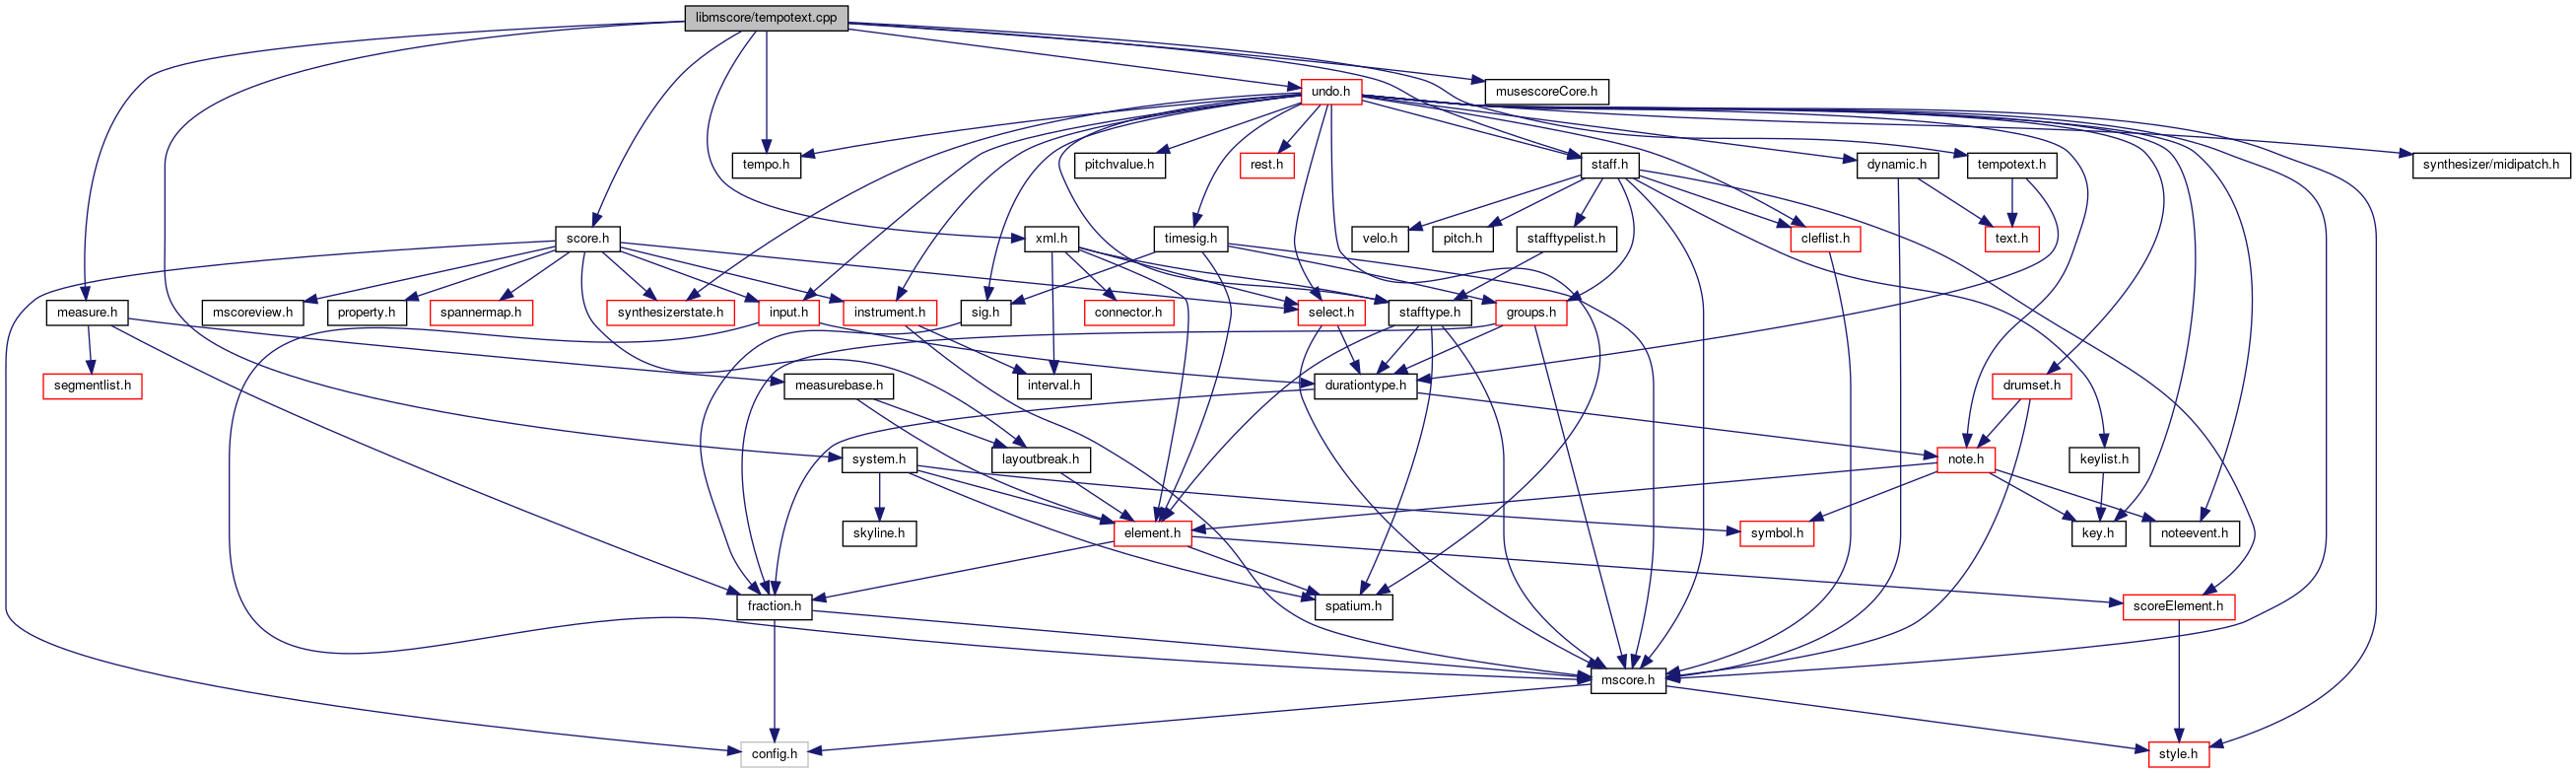 libmscore/tempotext.cpp
undo.h
musescoreCore.h
tempo.h
pitchvalue.h
rest.h
staff.h
dynamic.h
tempotext.h
synthesizer/midipatch.h
score.h
xml.h
timesig.h
velo.h
pitch.h
stafftypelist.h
cleflist.h
text.h
measure.h
mscoreview.h
property.h
spannermap.h
synthesizerstate.h
input.h
instrument.h
sig.h
connector.h
select.h
stafftype.h
groups.h
segmentlist.h
measurebase.h
interval.h
durationtype.h
drumset.h
system.h
layoutbreak.h
note.h
keylist.h
skyline.h
element.h
symbol.h
key.h
noteevent.h
fraction.h
spatium.h
scoreElement.h
mscore.h
config.h
style.h